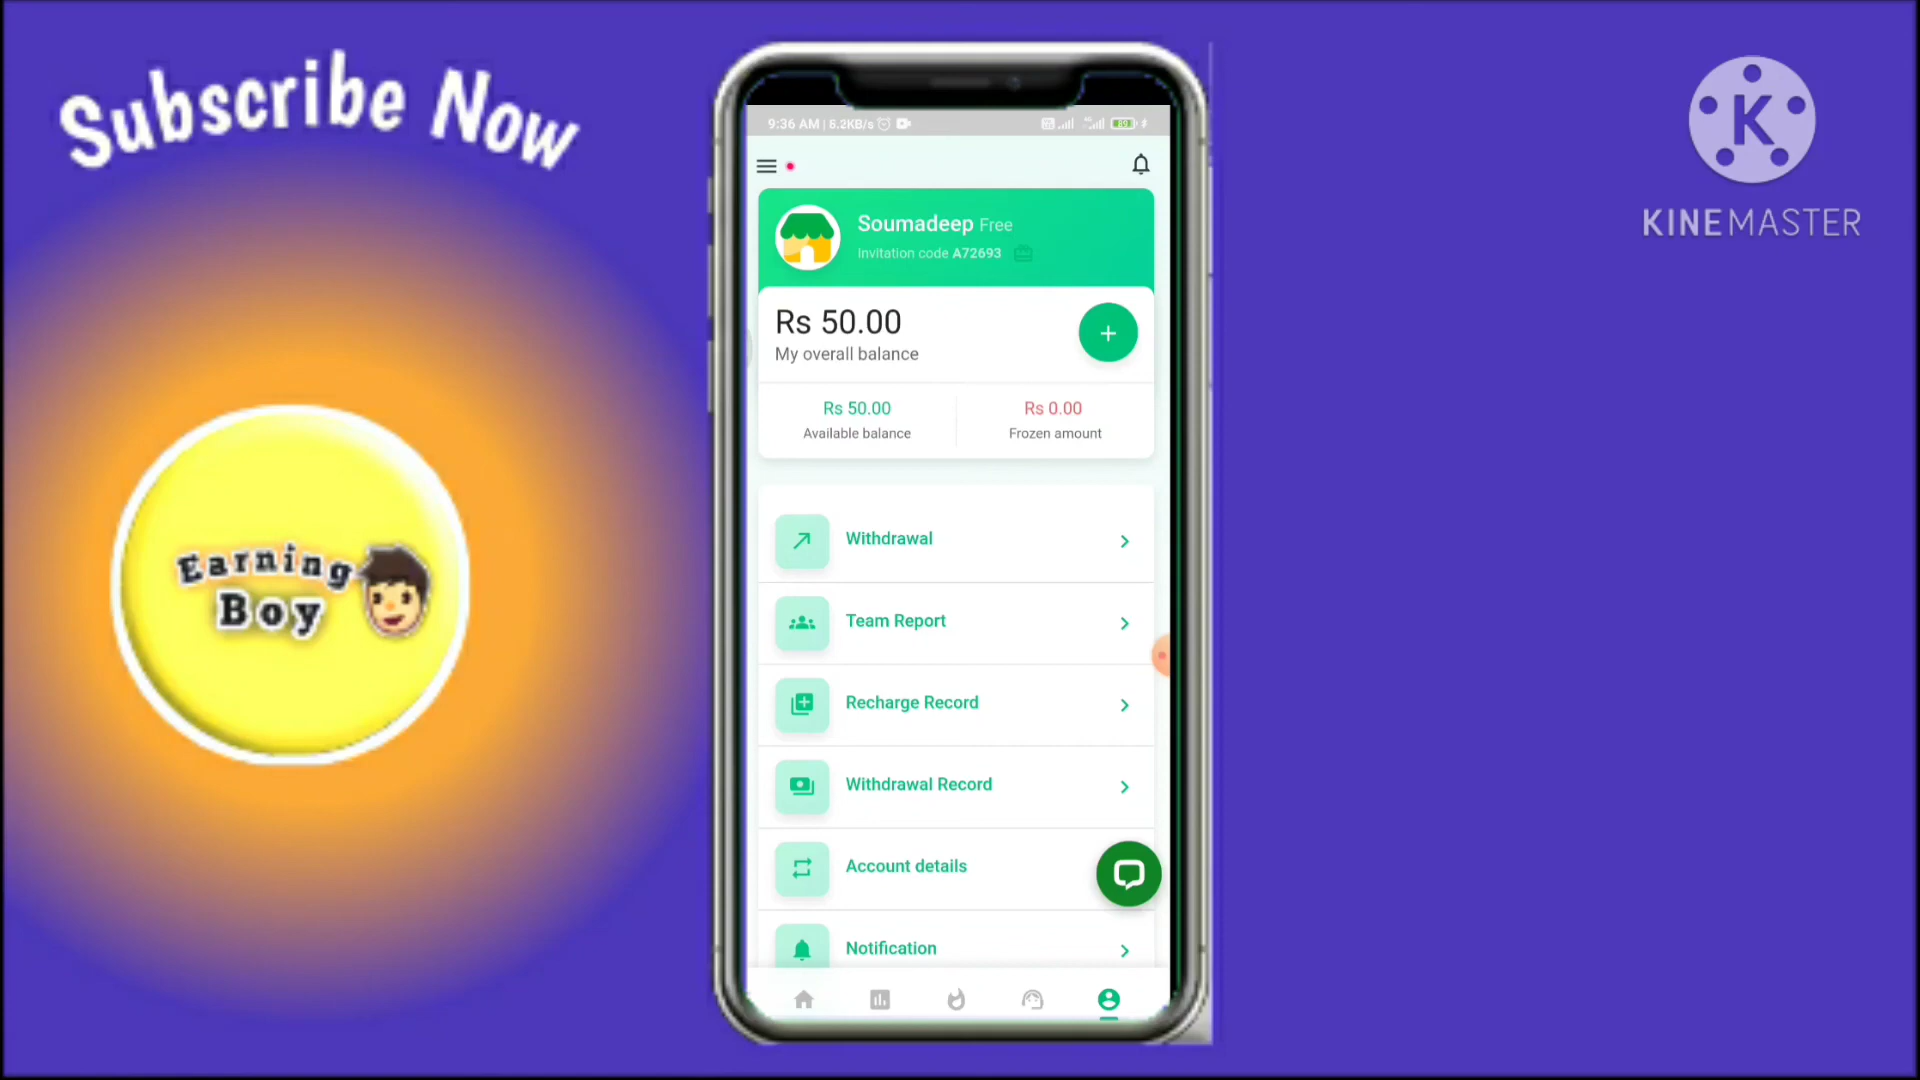 Subscribe Now
KINEMASTER
Earning
Boy
9:36 AM | 5.2KB/s
89
Soumadeep Free
Invitation code A72693
Rs 50.00
My overall balance
Rs 50.00
Available balance
Rs 0.00
Frozen amount
Withdrawal
Team Report
Recharge Record
Withdrawal Record
Account details
Notification